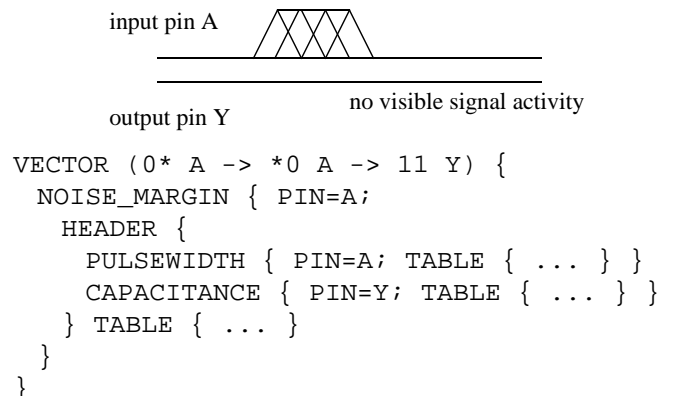 input pin A
no visible signal activity
output pin Y
VECTOR (0* A -> *0 A -> 11 Y) {
NOISE_MARGIN { PIN=A;
HEADER {
PULSEWIDTH { PIN=A; TABLE { ... } }
CAPACITANCE { PIN=Y; TABLE { ... } }
} TABLE { ... }
}
}